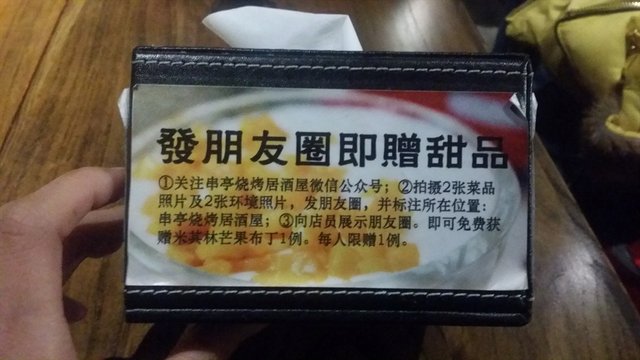 發朋友圈即贈甜品
①关注串亭烧烤居酒屋微信公众号；②拍摄2张菜品
照片及2张环境照片，发朋友圈，并标注所在位置：
串亭烧烤居酒屋；③向店员展示朋友圈。即可免费获
赠米其林芒果布丁1例。每人限赠1例。